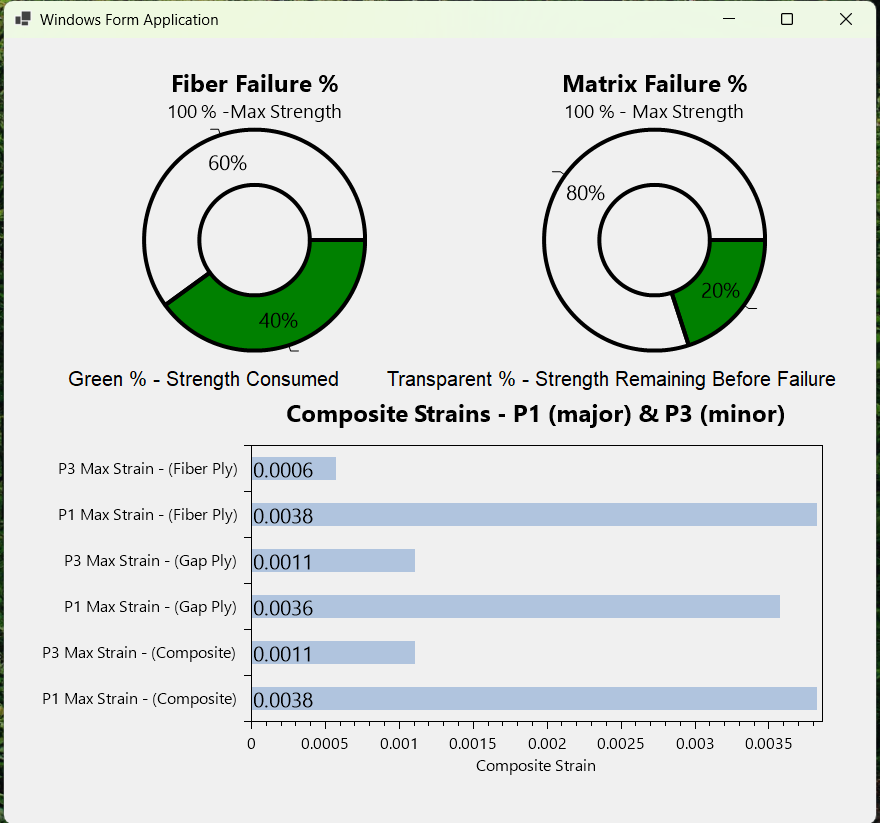 Windows Form Application
Fiber Failure %
100 % -Max Strength
60%
40%
Matrix Failure %
100 % - Max Strength
80%
20%
Green % - Strength Consumed
Transparent % - Strength Remaining Before Failure
Composite Strains - P1 (major) & P3 (minor)
P3 Max Strain - (Fiber Ply) 0.0006
P1 Max Strain - (Fiber Ply) 0.0038
P3 Max Strain - (Gap Ply) 0.0011
P1 Max Strain - (Gap Ply) 0.0036
P3 Max Strain - (Composite) 0.0011
P1 Max Strain - (Composite) 0.0038
0 0.0005 0.001 0.0015 0.002 0.0025 0.003 0.0035
Composite Strain